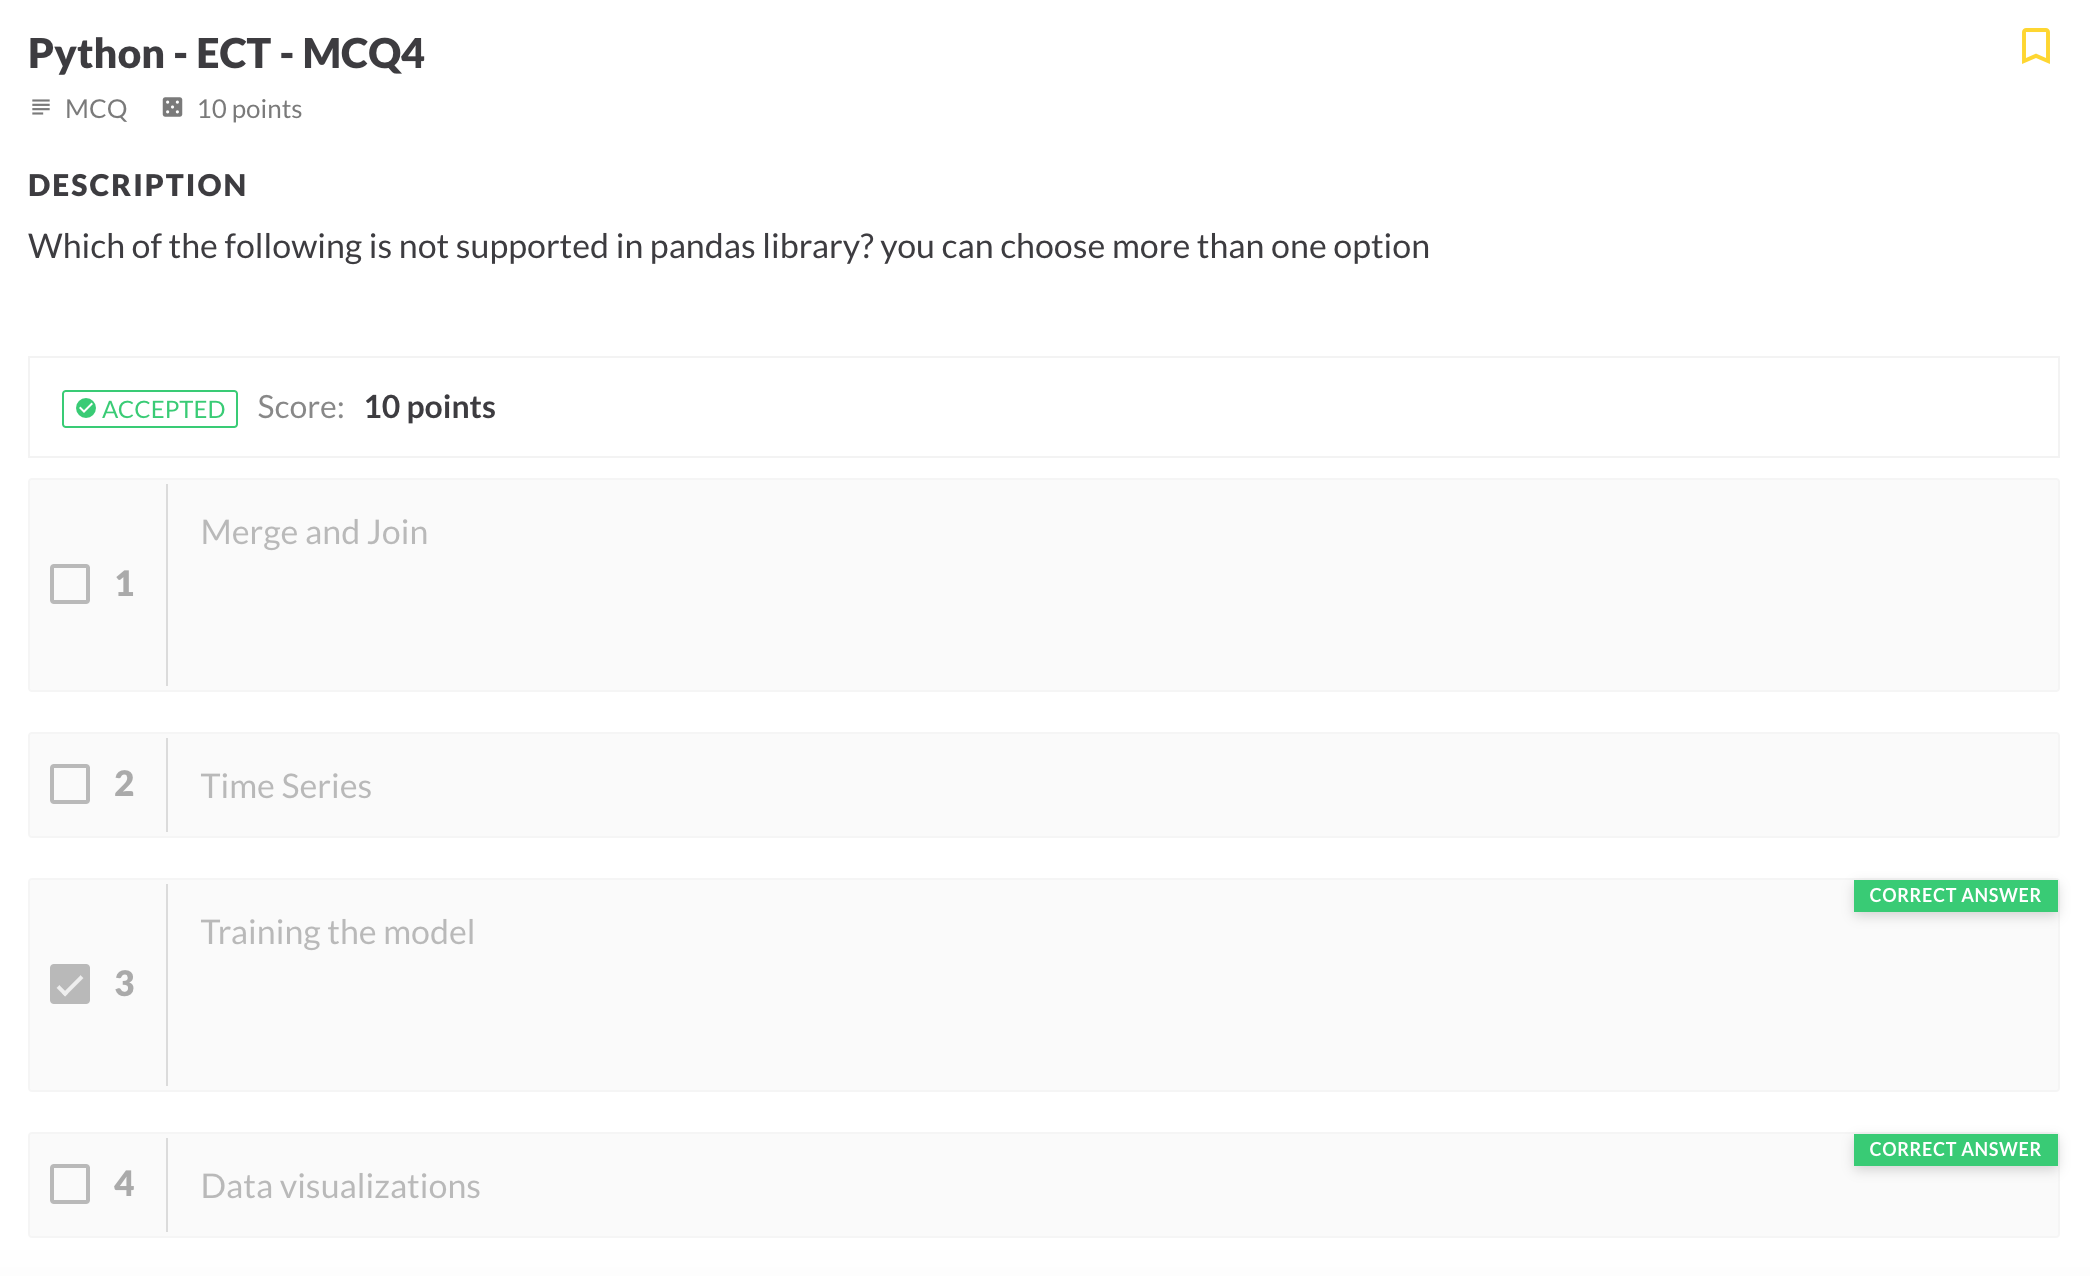 Python - ECT - MCQ4
MCQ 10 points
DESCRIPTION
Which of the following is not supported in pandas library? you can choose more than one option
ACCEPTED Score: 10 points
1 Merge and Join
2 Time Series
CORRECT ANSWER
3 Training the model
CORRECT ANSWER
4 Data visualizations